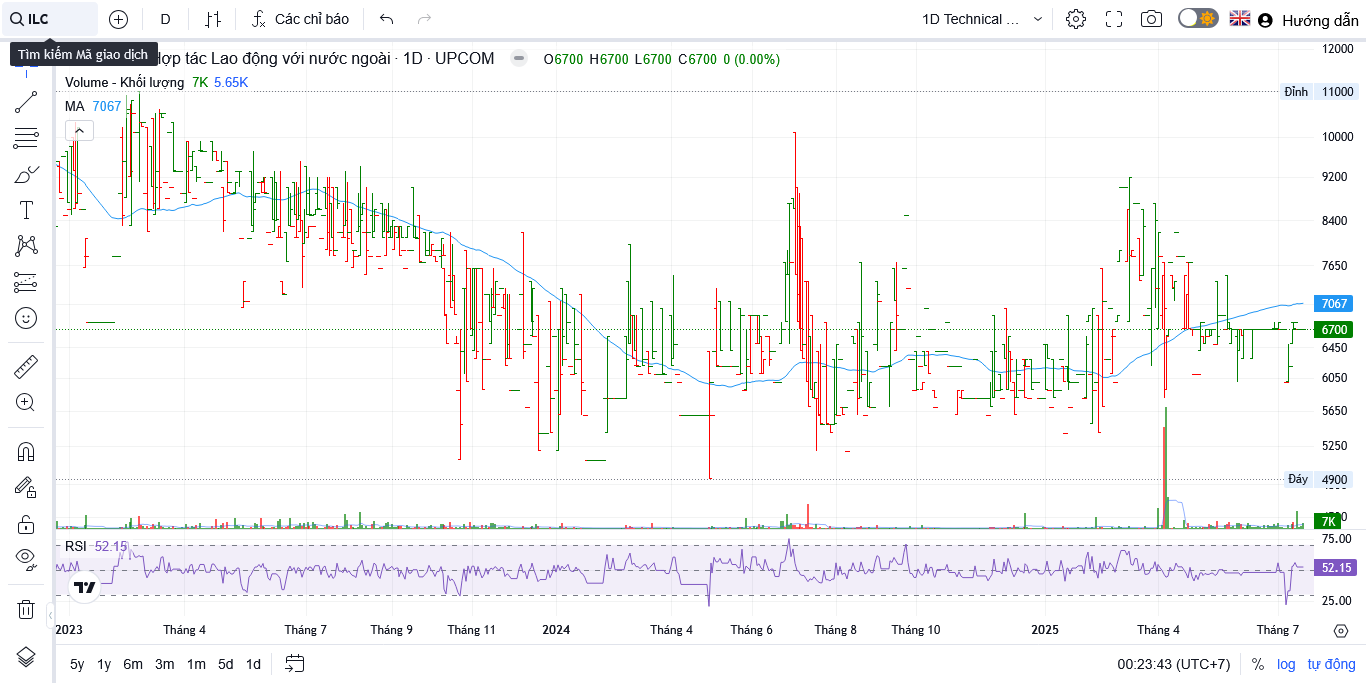 ILC
D
Các chỉ báo
1D Technical ...
Hướng dẫn
Tìm kiếm Mã giao dịch
Hợp tác Lao động với nước ngoài · 1D · UPCOM
O6700 H6700 L6700 C6700 0 (0.00%)
Volume - Khối lượng 7K 5.65K
MA 7067
12000
Đỉnh 11000
10000
9200
8400
7650
7067
6700
6450
6050
5650
5250
Đáy 4900
7K
RSI 52.15
75.00
52.15
25.00
2023 Tháng 4 Tháng 7 Tháng 9 Tháng 11 2024 Tháng 4 Tháng 6 Tháng 8 Tháng 10 2025 Tháng 4 Tháng 7
5y 1y 6m 3m 1m 5d 1d
00:23:43 (UTC+7) % log tự động